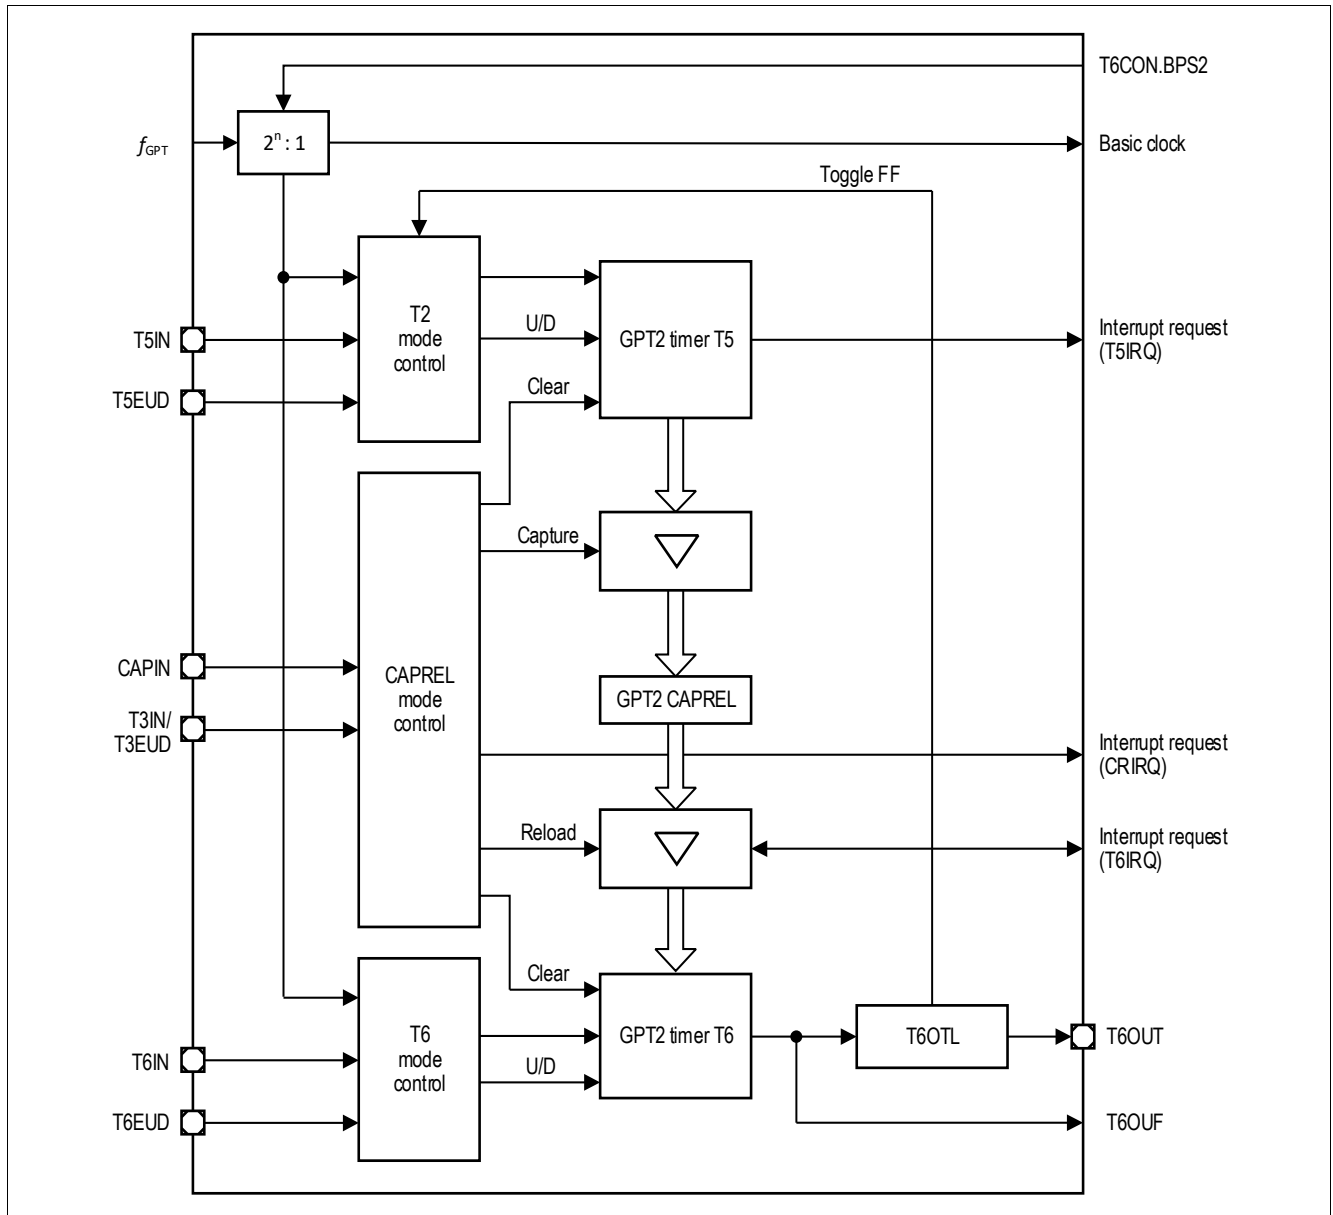 T6CON.BPS2
fGPT
2n : 1
Basic clock
Toggle FF
T2
mode
control
T5IN
T5EUD
U/D
Clear
GPT2 timer T5
Interrupt request
(T5IRQ)
Capture
CAPIN
T3IN/
T3EUD
CAPREL
mode
control
GPT2 CAPREL
Interrupt request
(CRIRQ)
Reload
Interrupt request
(T6IRQ)
Clear
T6
mode
control
T6IN
T6EUD
U/D
GPT2 timer T6
T6OTL
T6OUT
T6OUF